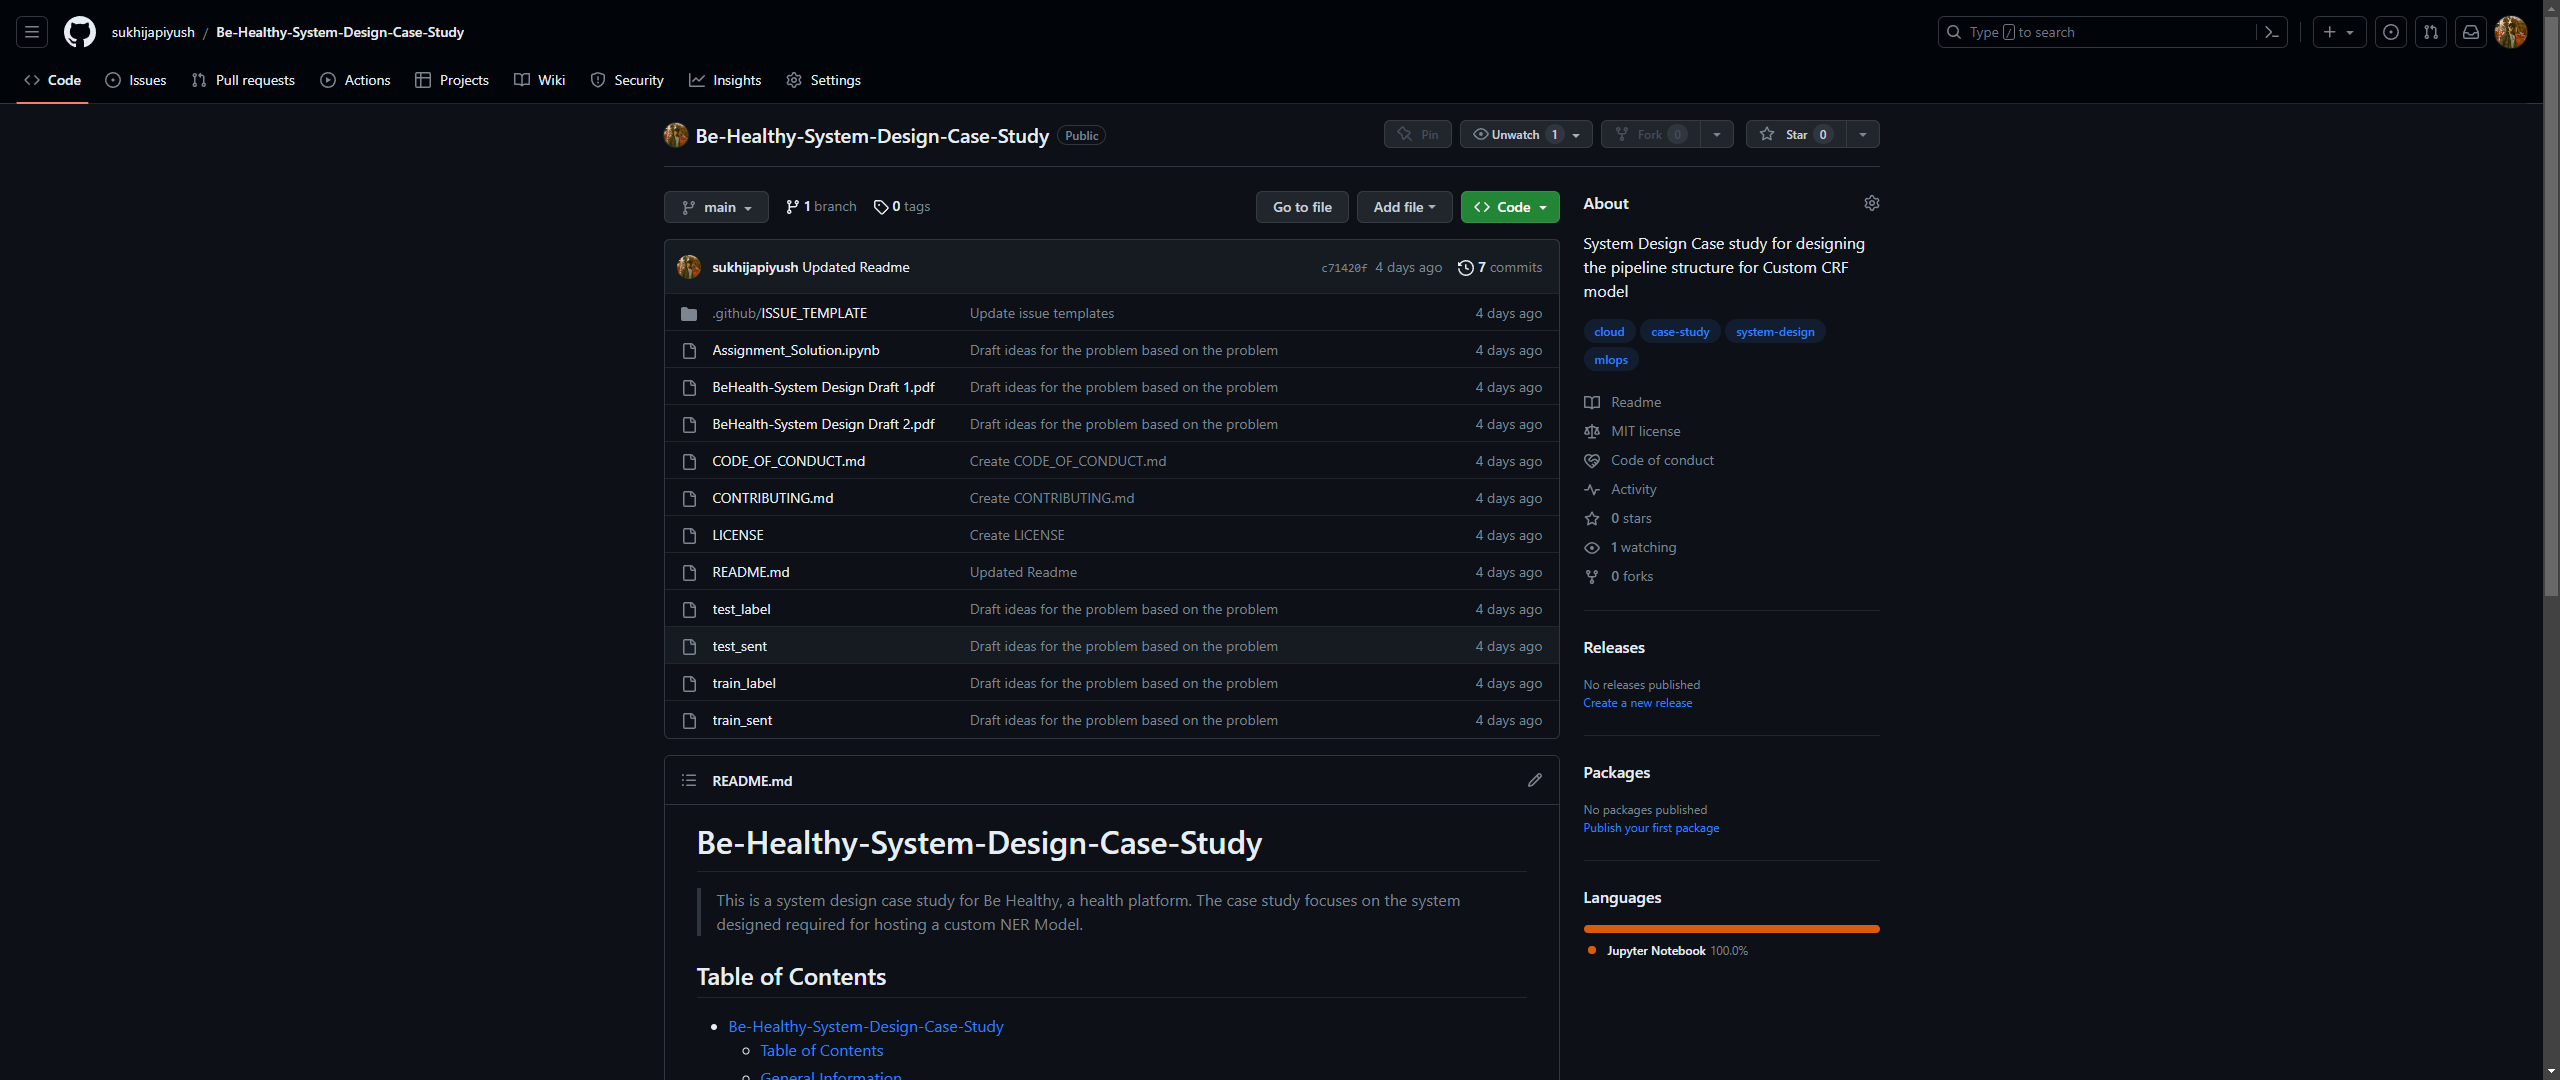 sukhijapiyush / Be-Healthy-System-Design-Case-Study
Type / to search
Code Issues Pull requests Actions Projects Wiki Security Insights Settings
Be-Healthy-System-Design-Case-Study Public
Pin Unwatch 1 Fork 0 Star 0
main 1 branch 0 tags
Go to file Add file Code
sukhijapiyush Updated Readme c71420f 4 days ago 7 commits
.github/ISSUE_TEMPLATE Update issue templates 4 days ago
Assignment_Solution.ipynb Draft ideas for the problem based on the problem 4 days ago
BeHealth-System Design Draft 1.pdf Draft ideas for the problem based on the problem 4 days ago
BeHealth-System Design Draft 2.pdf Draft ideas for the problem based on the problem 4 days ago
CODE_OF_CONDUCT.md Create CODE_OF_CONDUCT.md 4 days ago
CONTRIBUTING.md Create CONTRIBUTING.md 4 days ago
LICENSE Create LICENSE 4 days ago
README.md Updated Readme 4 days ago
test_label Draft ideas for the problem based on the problem 4 days ago
test_sent Draft ideas for the problem based on the problem 4 days ago
train_label Draft ideas for the problem based on the problem 4 days ago
train_sent Draft ideas for the problem based on the problem 4 days ago
README.md
Be-Healthy-System-Design-Case-Study
This is a system design case study for Be Healthy, a health platform. The case study focuses on the system
designed required for hosting a custom NER Model.
Table of Contents
Be-Healthy-System-Design-Case-Study
Table of Contents
General Information
About
System Design Case study for designing
the pipeline structure for Custom CRF
model
cloud case-study system-design
mlops
Readme
MIT license
Code of conduct
Activity
0 stars
1 watching
0 forks
Releases
No releases published
Create a new release
Packages
No packages published
Publish your first package
Languages
Jupyter Notebook 100.0%